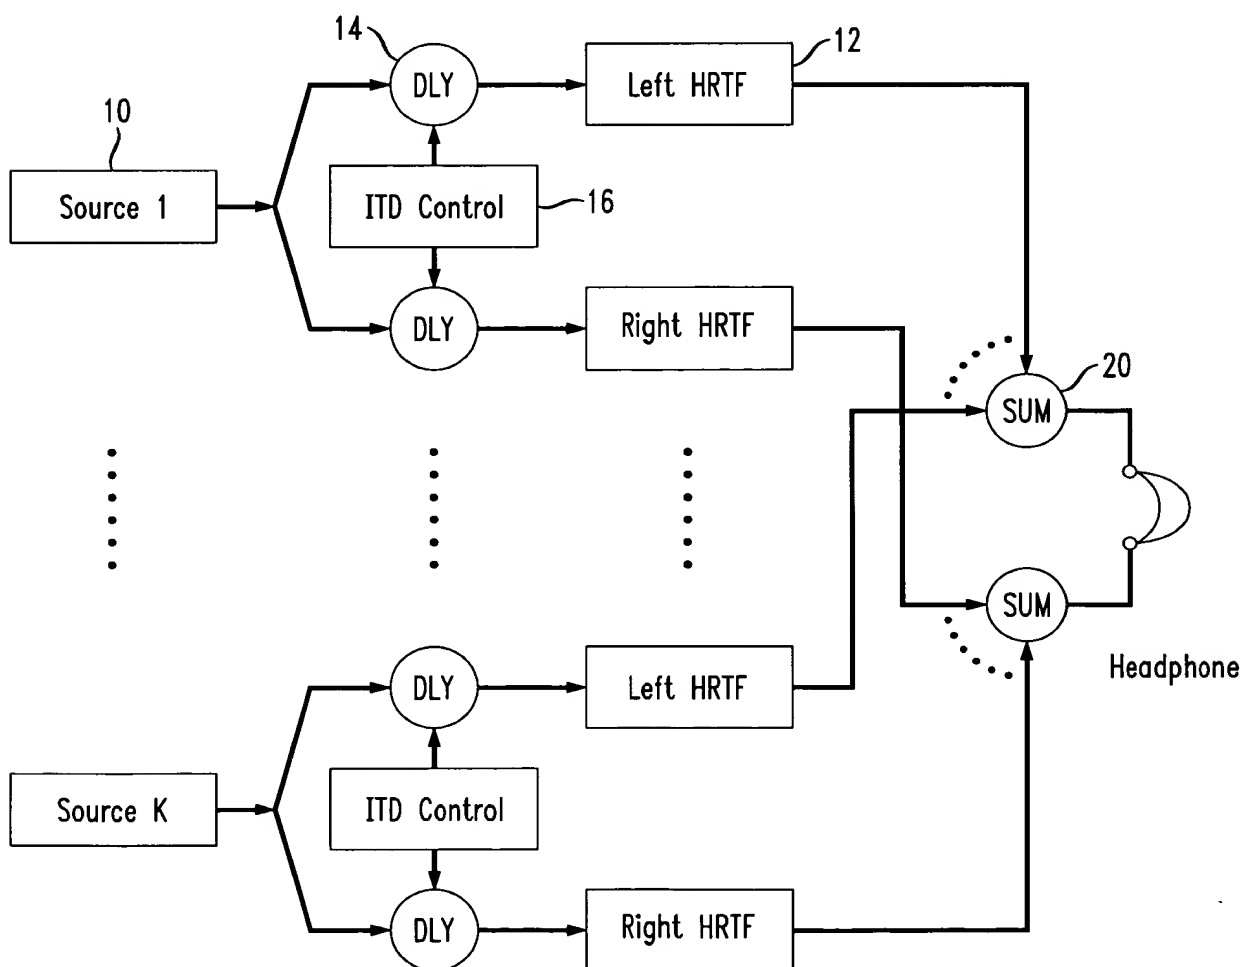 14
12
DLY
Left HRTF
10
Source 1
ITD Control
16
DLY
Right HRTF
20
SUM
SUM
Headphone
DLY
Left HRTF
Source K
ITD Control
DLY
Right HRTF